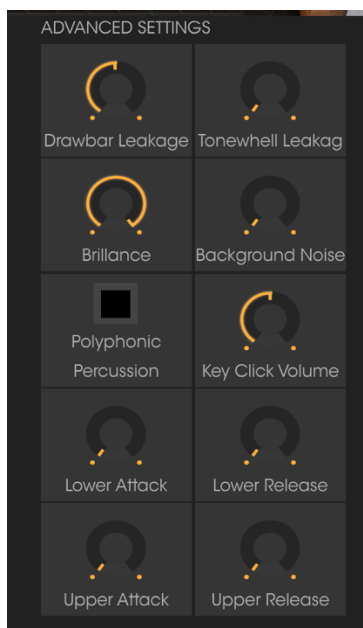 ADVANCED SETTINGS
Drawbar Leakage
Tonewhell Leakag
Brillance
Background Noise
Polyphonic
Percussion
Key Click Volume
Lower Attack
Lower Release
Upper Attack
Upper Release